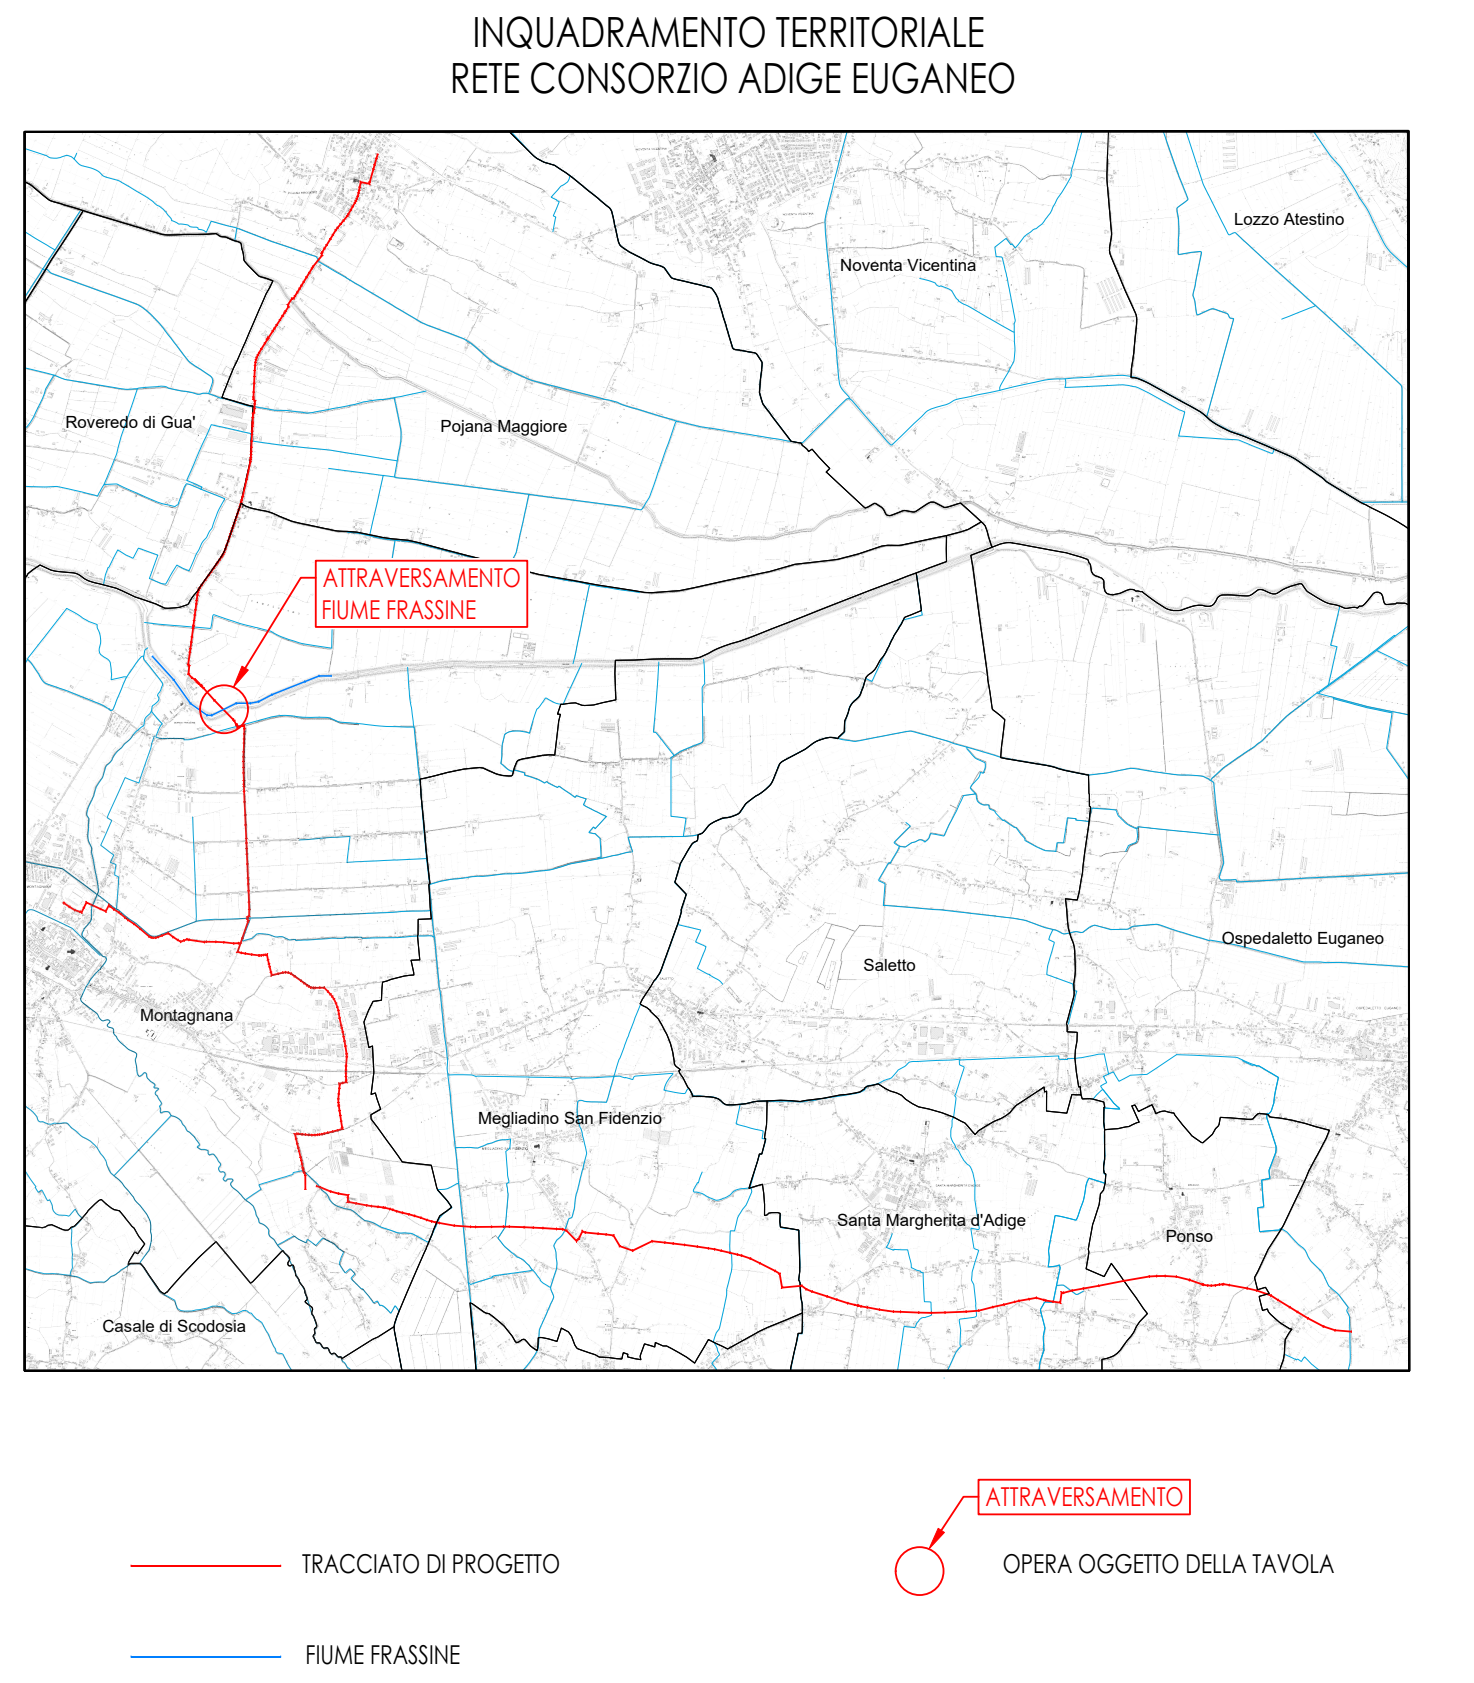 INQUADRAMENTO TERRITORIALE
RETE CONSORZIO ADIGE EUGANEO
Lozzo Atestino
Noventa Vicentina
Roveredo di Gua'
Pojana Maggiore
ATTRAVERSAMENTO
FIUME FRASSINE
Ospedaletto Euganeo
Saletto
Montagnana
Megliadino San Fidenzio
Santa Margherita d'Adige
Ponso
Casale di Scodosia
ATTRAVERSAMENTO
TRACCIATO DI PROGETTO
OPERA OGGETTO DELLA TAVOLA
FIUME FRASSINE